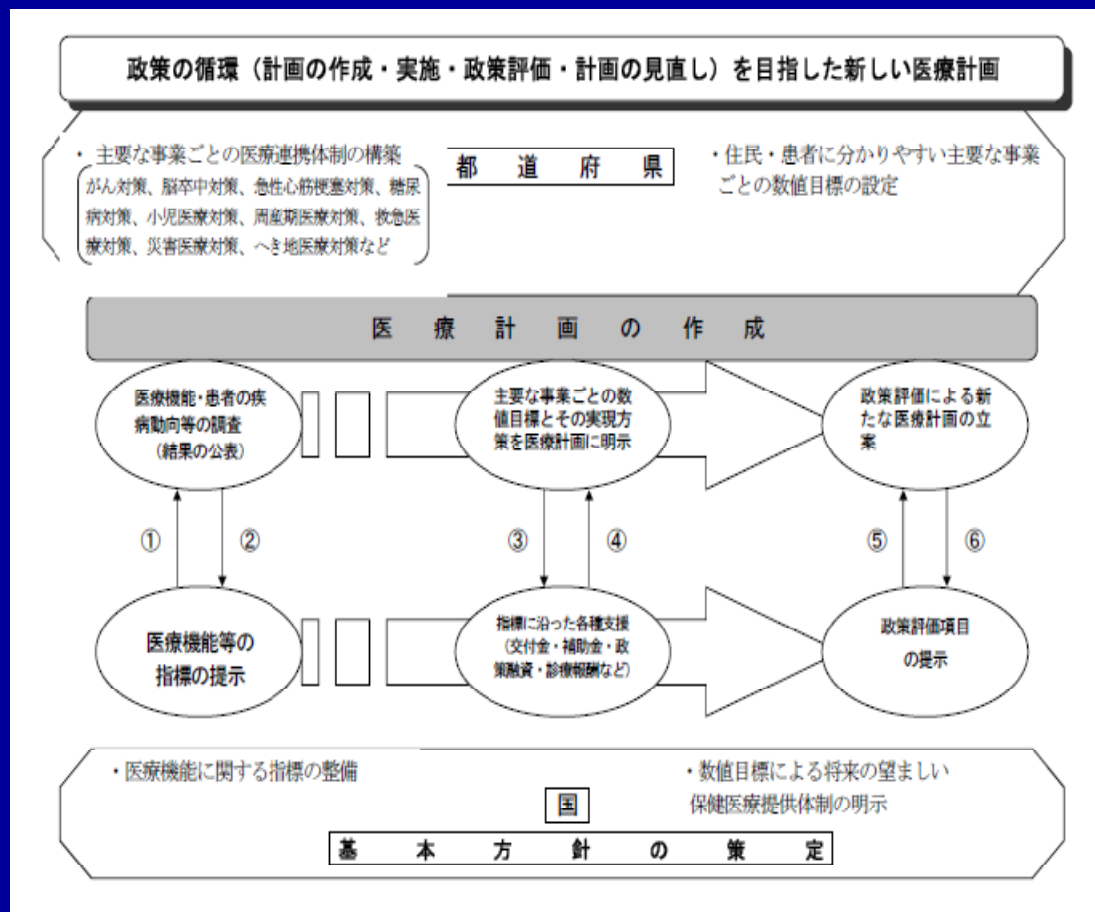 政策の循環（計画の作成・実施・政策評価・計画の見直し）を目指した新しい医療計画
・ 主要な事業ごとの医療連携体制の構築
がん対策、脳卒中対策、急性心筋梗塞対策、糖尿
病対策、小児医療対策、周産期医療対策、救急医
療対策、災害医療対策、へき地医療対策など
都道府県
・住民・患者に分かりやすい主要な事業
ごとの数値目標の設定
医療計画の作成
医療機能・患者の疾
病動向等の調査
（結果の公表）
主要な事業ごとの数
値目標とその実現方
策を医療計画に明示
政策評価による新
たな医療計画の立
案
① ② ③ ④ ⑤ ⑥
医療機能等の
指標の提示
指標に沿った各種支援
（交付金・補助金・政
策融資・診療報酬など）
政策評価項目
の提示
・医療機能に関する指標の整備
・数値目標による将来の望ましい
保健医療提供体制の明示
国
基本方針の策定